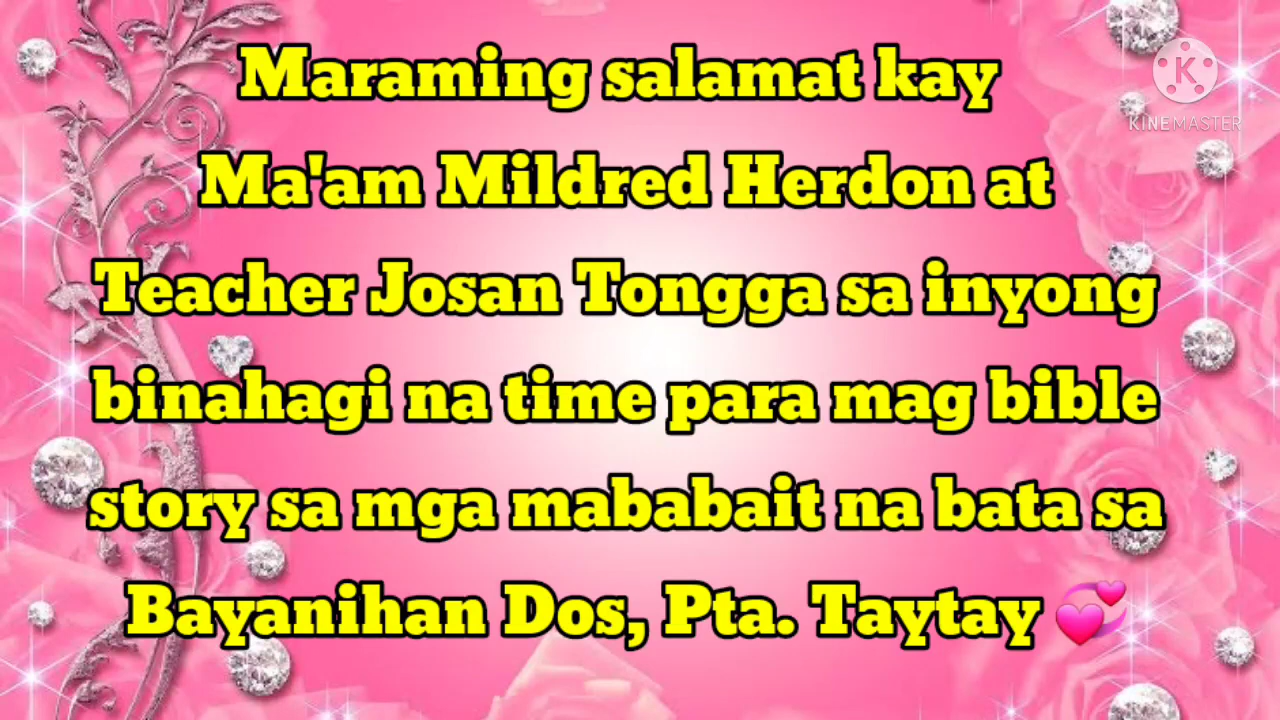 Maraming salamat kay
Ma'am Mildred Herdon at
Teacher Josan Tongga sa inyong
binahagi na time para mag bible
story sa mga mababait na bata sa
Bayanihan Dos, Pta. Taytay 💞
K
KINEMASTER